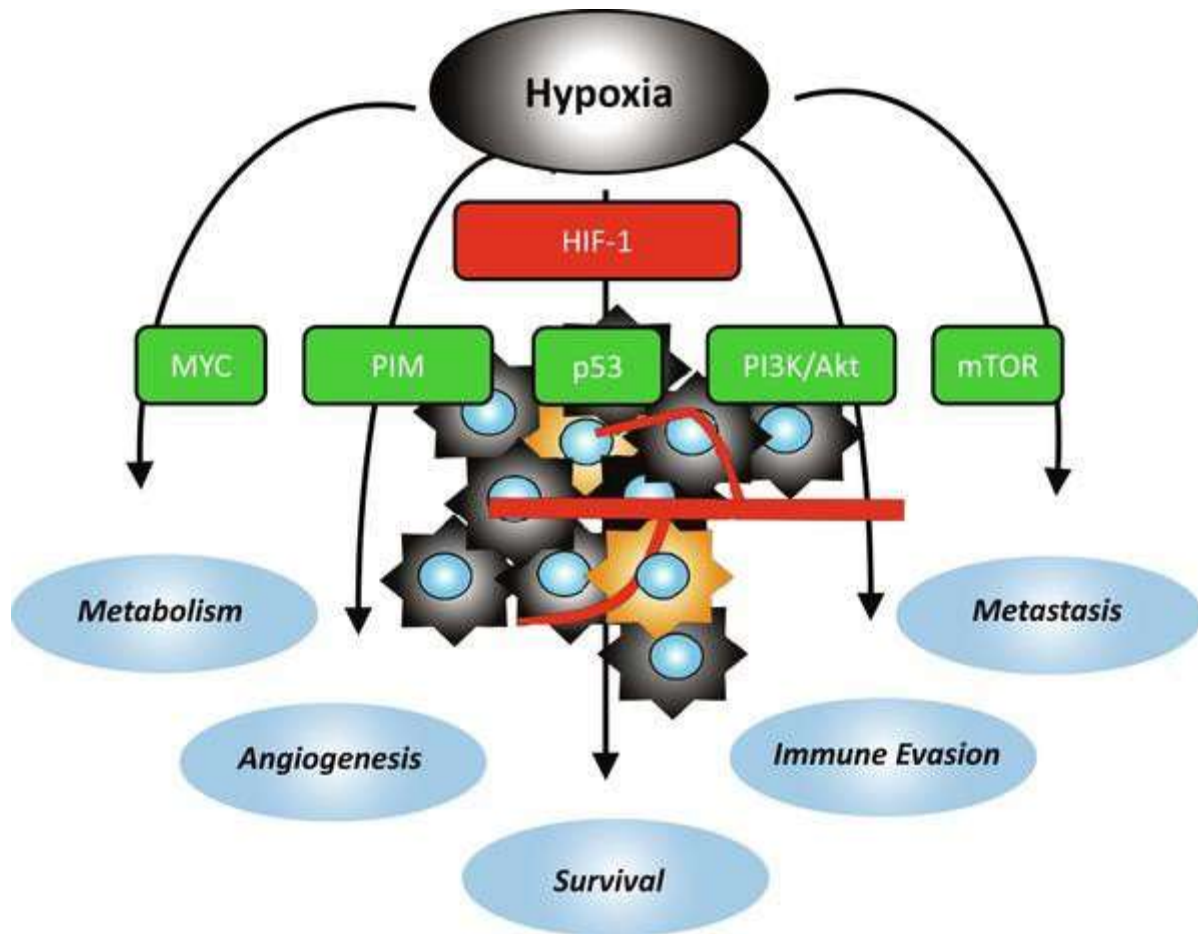 Hypoxia
HIF-1
MYC
PIM
p53
PI3K/Akt
mTOR
Metabolism
Metastasis
Angiogenesis
Immune Evasion
Survival